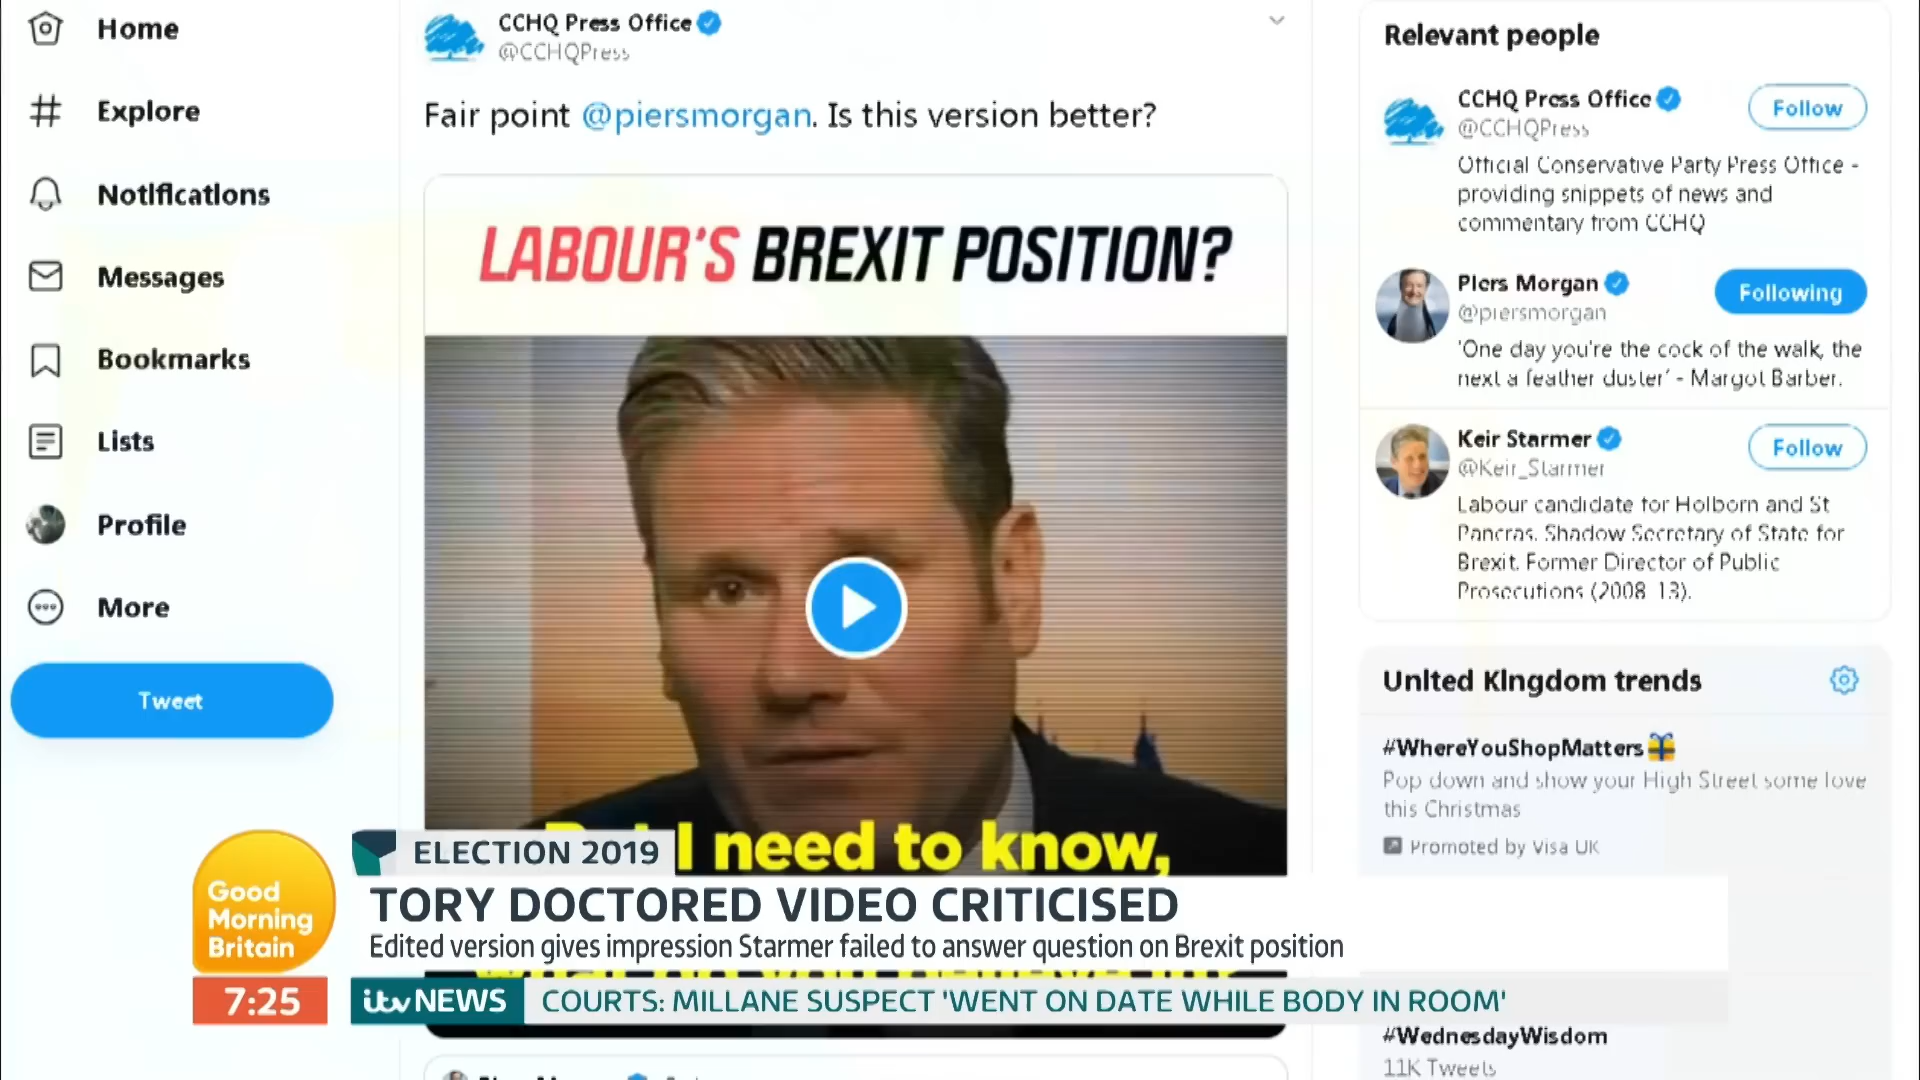 Home
Explore
Notifications
Messages
Bookmarks
Lists
Profile
More
Tweet
CCHQ Press Office
@CCHQPress
Fair point @piersmorgan. Is this version better?
LABOUR'S BREXIT POSITION?
I need to know,
Relevant people
CCHQ Press Office
@CCHQPress
Follow
Official Conservative Party Press Office -
providing snippets of news and
commentary from CCHQ
Piers Morgan
@piersmorgan
Following
'One day you're the cock of the walk, the
next a feather duster' - Margot Barber.
Keir Starmer
@Keir_Starmer
Follow
Labour candidate for Holborn and St
Pancras. Shadow Secretary of State for
Brexit. Former Director of Public
Prosecutions (2008-13).
United Kingdom trends
#WhereYouShopMatters
Pop down and show your High Street some love
this Christmas
Promoted by Visa UK
#WednesdayWisdom
11K Tweets
Good
Morning
Britain
7:25
ELECTION 2019
TORY DOCTORED VIDEO CRITICISED
Edited version gives impression Starmer failed to answer question on Brexit position
itv NEWS
COURTS: MILLANE SUSPECT 'WENT ON DATE WHILE BODY IN ROOM'